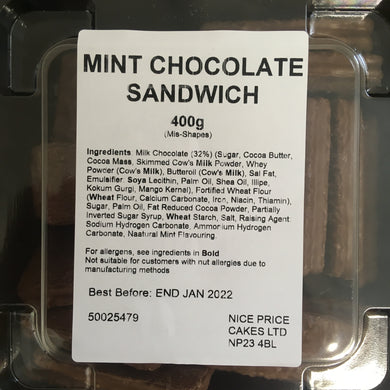 MINT CHOCOLATE
SANDWICH
400g
(Mis-Shapes)
Ingredients: Milk Chocolate (32%) (Sugar, Cocoa Butter,
Cocoa Mass, Skimmed Cow's Milk Powder, Whey
Powder (Cow's Milk), Butteroil (Cow's Milk), Sal Fat,
Emulsifier: Soya Lecithin, Palm Oil, Shea Oil, Illipe,
Kokum Gurgi, Mango Kernel), Fortified Wheat Flour
(Wheat Flour, Calcium Carbonate, Iron, Niacin, Thiamin),
Sugar, Palm Oil, Fat Reduced Cocoa Powder, Partially
Inverted Sugar Syrup, Wheat Starch, Salt, Raising Agent:
Sodium Hydrogen Carbonate, Ammonium Hydrogen
Carbonate, Naatural Mint Flavouring.
For allergens, see ingredients in Bold
Not suitable for customers with nut allergies due to
manufacturing methods
Best Before: END JAN 2022
50025479
NICE PRICE
CAKES LTD
NP23 4BL